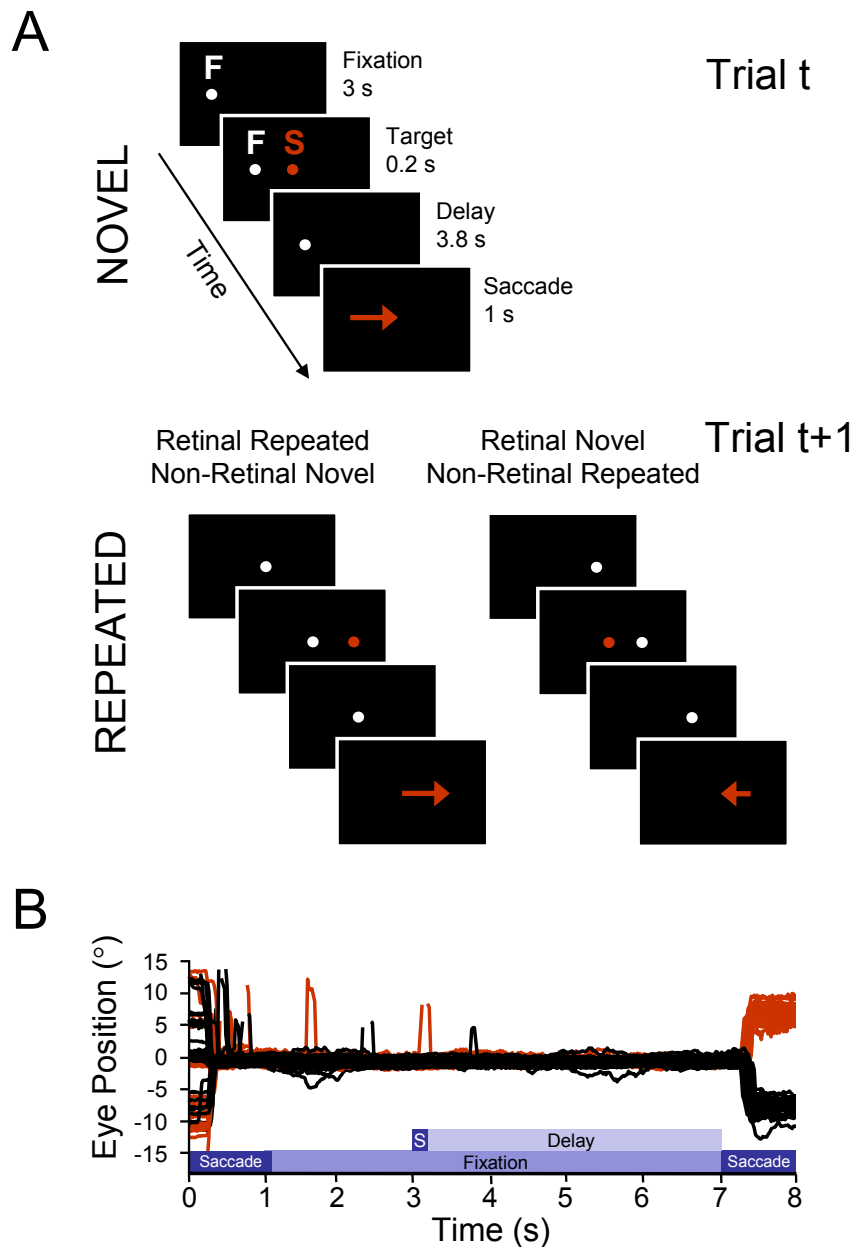 A
Trial t
F
Fixation
3 s
F S
Target
0.2 s
Delay
3.8 s
Saccade
1 s
NOVEL
Time
Trial t+1
Retinal Repeated
Non-Retinal Novel
Retinal Novel
Non-Retinal Repeated
REPEATED
B
Eye Position (°)
15
10
5
0
-5
-10
-15
S Delay
Saccade Fixation Saccade
0 1 2 3 4 5 6 7 8
Time (s)